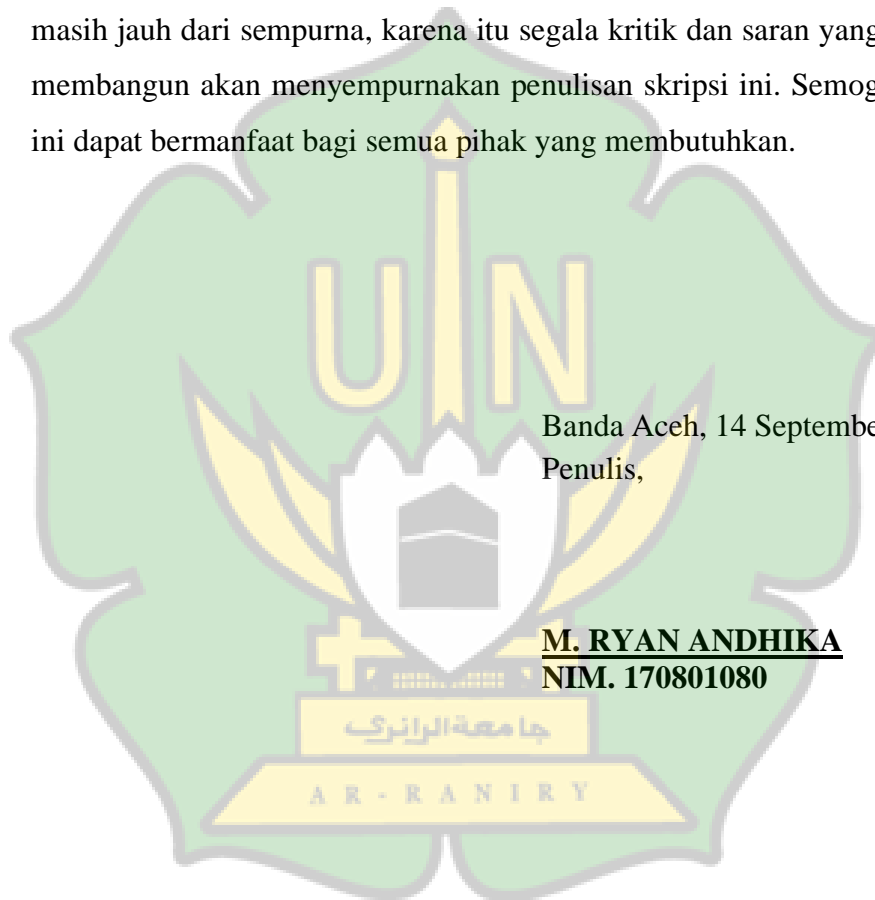 masih jauh dari sempurna, karena itu segala kritik dan saran yang
membangun akan menyempurnakan penulisan skripsi ini. Semog
ini dapat bermanfaat bagi semua pihak yang membutuhkan.
UIN
Banda Aceh, 14 Septembe
Penulis,
M. RYAN ANDHIKA
NIM. 170801080
جامعة الرانري
AR-RANIRY